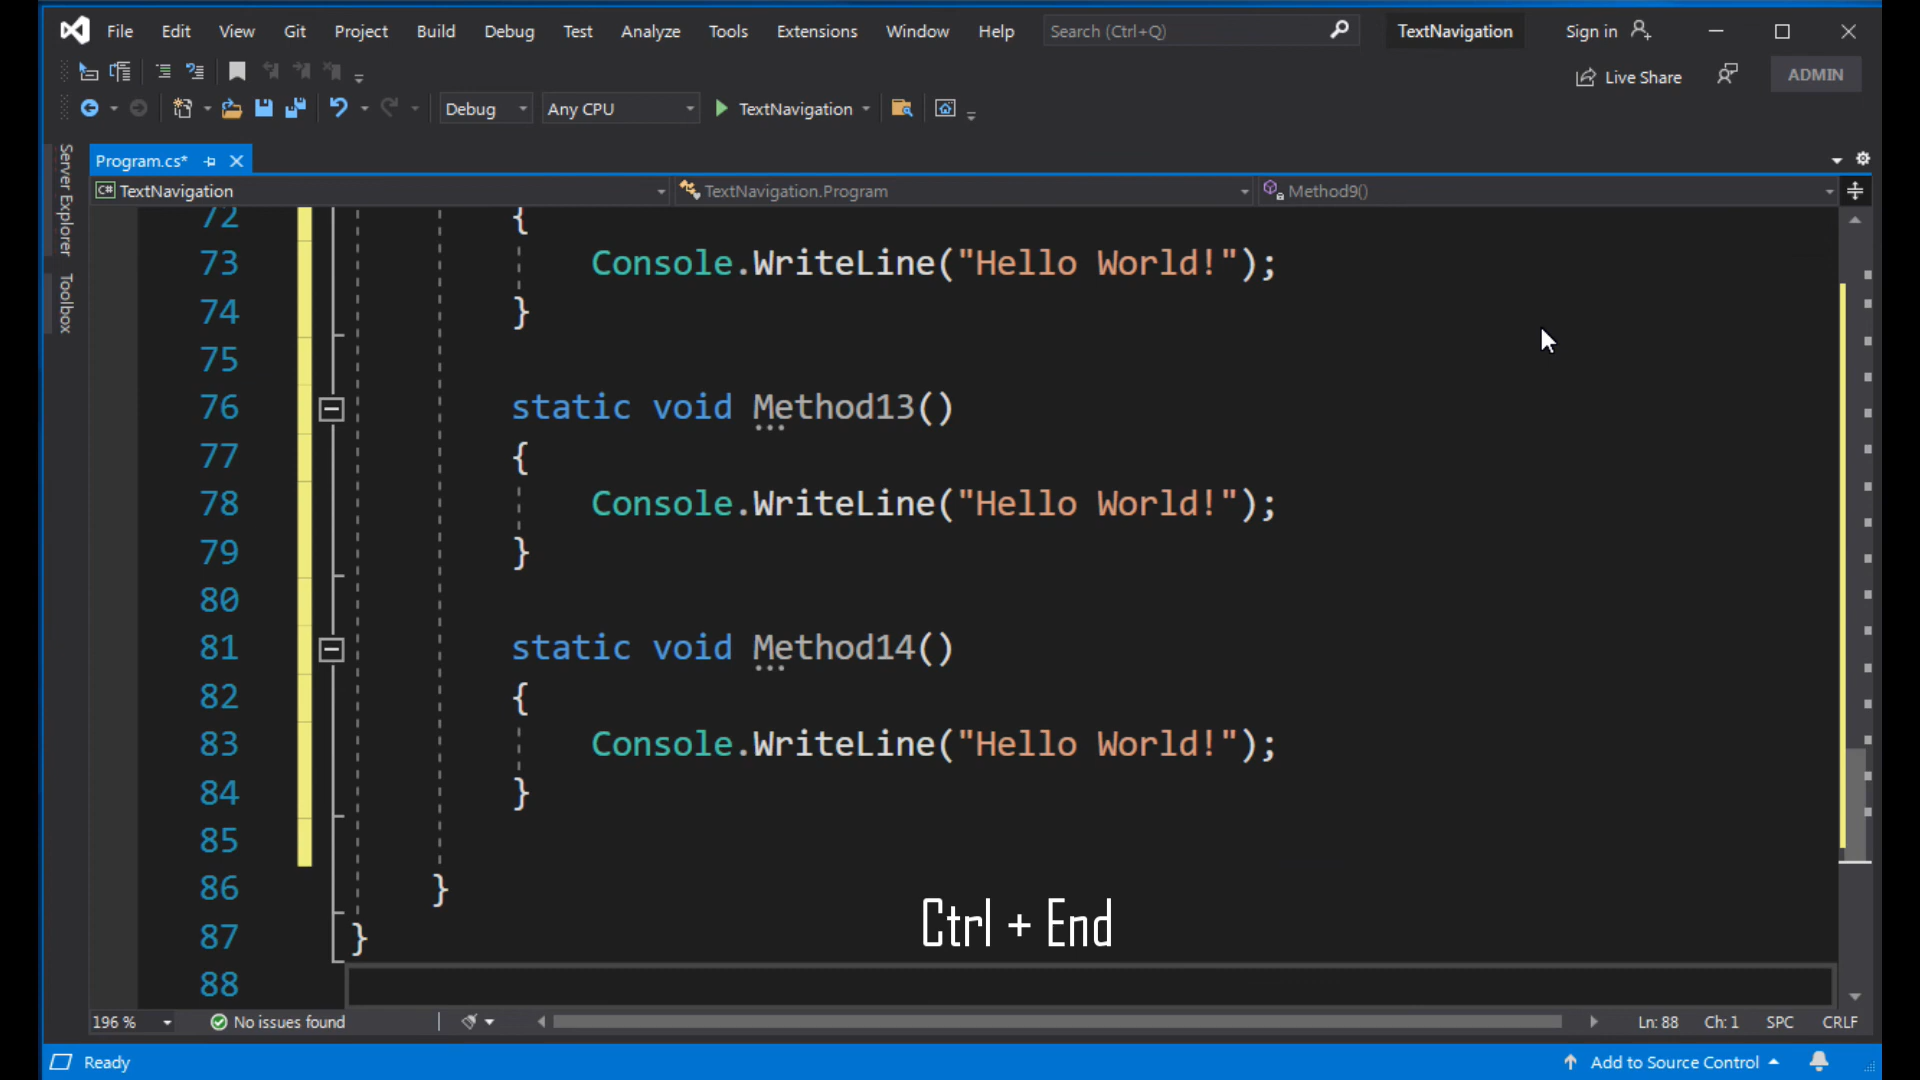 File Edit View Git Project Build Debug Test Analyze Tools Extensions Window Help Search (Ctrl+Q) TextNavigation Sign in
Live Share ADMIN
Debug Any CPU TextNavigation
Server Explorer
Toolbox
Program.cs*
C# TextNavigation TextNavigation.Program Method9()
72 {
73 Console.WriteLine("Hello World!");
74 }
75
76 static void Method13()
77 {
78 Console.WriteLine("Hello World!");
79 }
80
81 static void Method14()
82 {
83 Console.WriteLine("Hello World!");
84 }
85
86 }
Ctrl + End
87 }
88
196 % No issues found Ln: 88 Ch: 1 SPC CRLF
Ready Add to Source Control